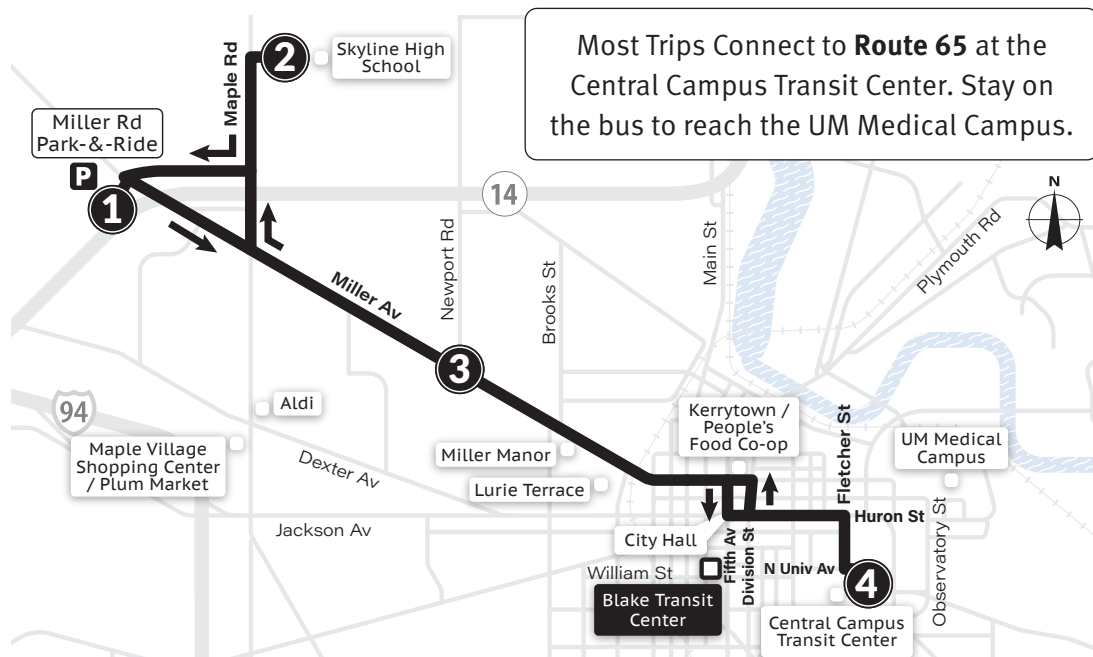 Most Trips Connect to Route 65 at the
Central Campus Transit Center. Stay on
the bus to reach the UM Medical Campus.
Maple Rd
2
Skyline High
School
Miller Rd
Park-&-Ride
P
1
14
N
Main St
Plymouth Rd
Newport Rd
Brooks St
Miller Av
3
94
Aldi
Maple Village
Shopping Center
/ Plum Market
Dexter Av
Miller Manor
Lurie Terrace
Kerrytown /
People's
Food Co-op
Fletcher St
UM Medical
Campus
Jackson Av
City Hall
Huron St
Fifth Av
Division St
Observatory St
William St
N Univ Av
4
Blake Transit
Center
Central Campus
Transit Center